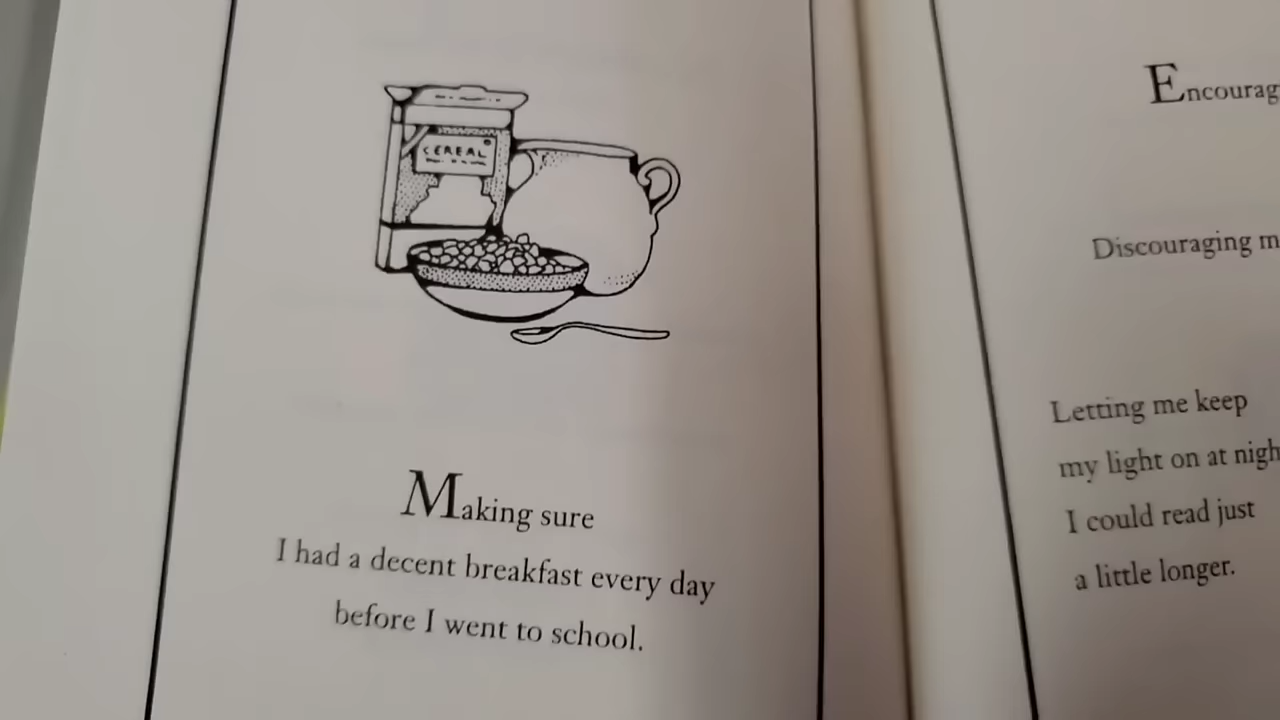 CEREAL
Making sure
I had a decent breakfast every day
before I went to school.
Discouraging
Letting me keep
my light on at
I could read just
a little longer.